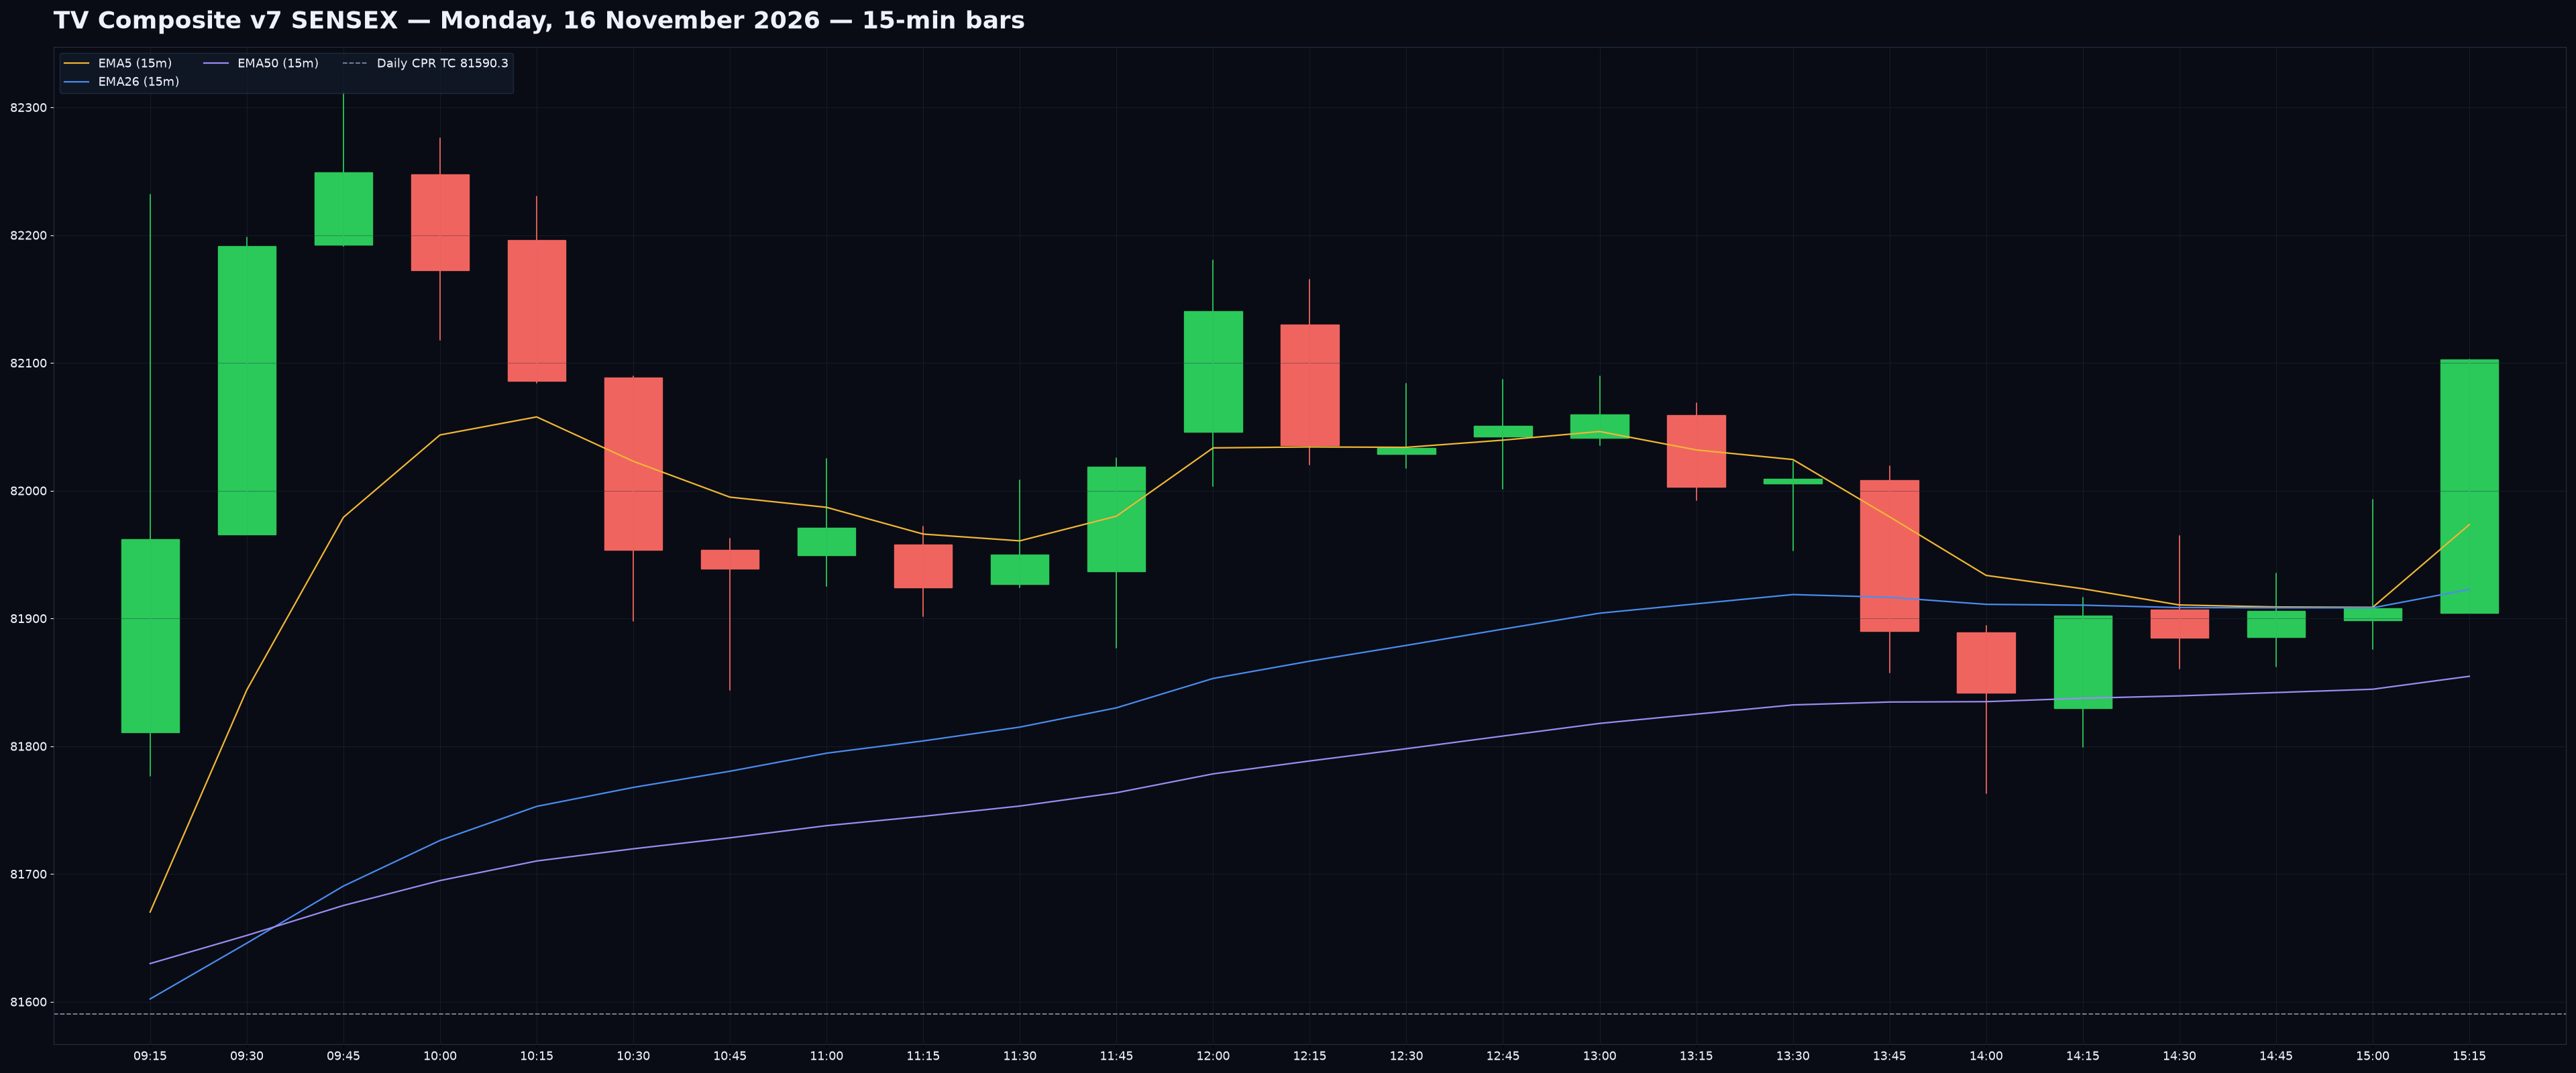 TV Composite v7 SENSEX — Monday, 16 November 2026 — 15-min bars
EMA5 (15m) EMA50 (15m) Daily CPR TC 81590.3
EMA26 (15m)
82300
82200
82100
82000
81900
81800
81700
81600
09:15 09:30 09:45 10:00 10:15 10:30 10:45 11:00 11:15 11:30 11:45 12:00 12:15 12:30 12:45 13:00 13:15 13:30 13:45 14:00 14:15 14:30 14:45 15:00 15:15